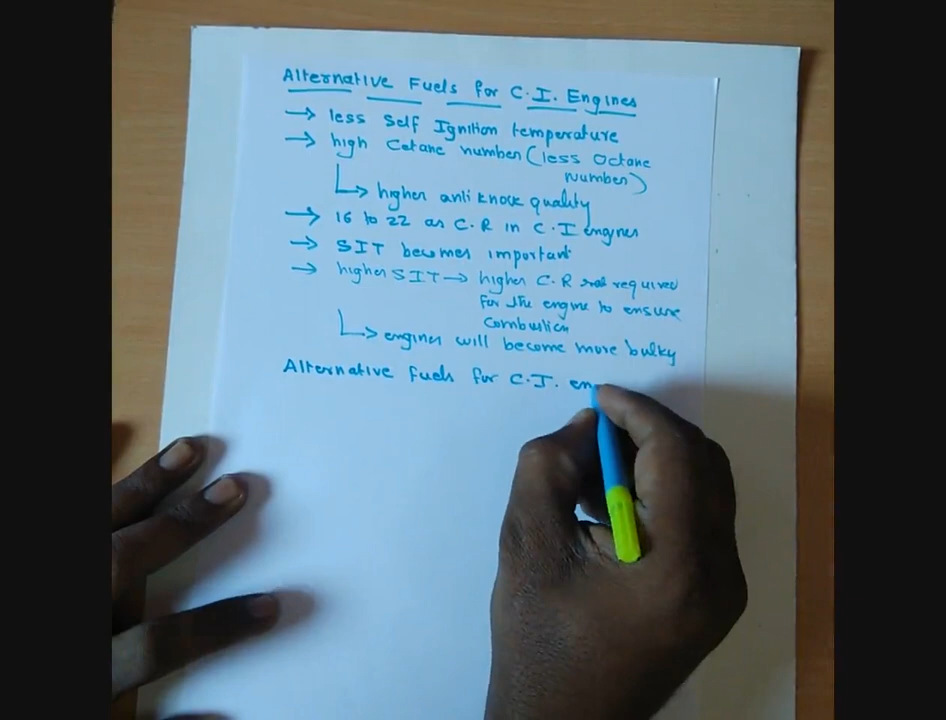 Alternative Fuels for C.I. Engines
→ less Self Ignition temperature
→ high Cetane number (less Octane
number)
↳ higher anti knock quality
→ 16 to 22 as C.R in C.I engines
→ SIT becomes important
→ higher SIT → higher C.R required
for the engine to ensure
Combustion
↳ engines will become more bulky
Alternative fuels for C.I. en